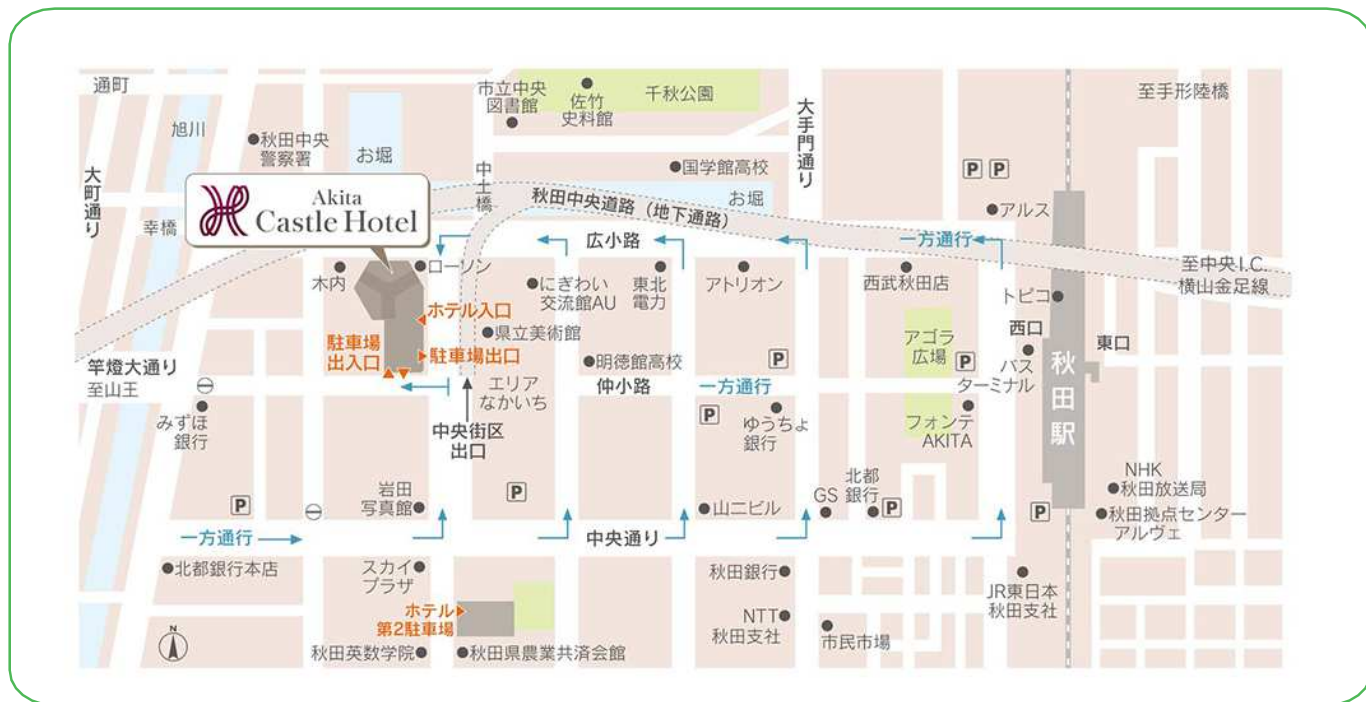 通町
旭川
秋田中央
警察署
お堀
市立中央
図書館
佐竹
史料館
千秋公園
大手門通り
至手形陸橋
大町通り
幸橋
Akita
Castle Hotel
中土橋
国学館高校
お堀
P
P
アルス
秋田中央道路（地下通路）
広小路
一方通行
至中央I.C.
横山金足線
木内
ローソン
にぎわい
交流館AU
東北
電力
アトリオン
西武秋田店
トピコ
ホテル入口
県立美術館
駐車場
出入口
駐車場出口
明徳館高校
P
アゴラ
広場
P
西口
バス
ターミナル
東口
秋田駅
竿燈大通り
至山王
エリア
なかいち
仲小路
一方通行
みずほ
銀行
中央街区
出口
P
ゆうちょ
銀行
フォンテ
AKITA
P
岩田
写真館
P
山二ビル
GS
北都
銀行
P
P
NHK
秋田放送局
秋田拠点センター
アルヴェ
一方通行
中央通り
北都銀行本店
スカイ
プラザ
秋田銀行
JR東日本
秋田支社
ホテル
第2駐車場
NTT
秋田支社
市民市場
N
秋田英数学院
秋田県農業共済会館